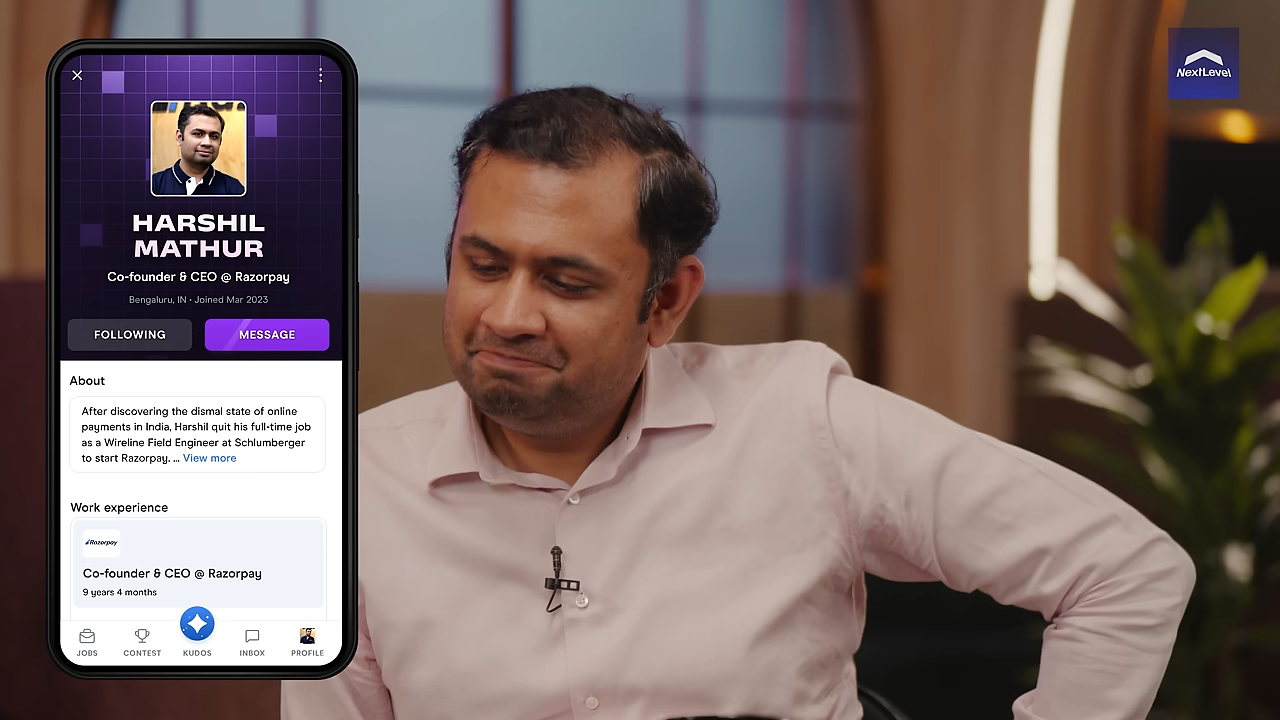 HARSHIL
MATHUR
Co-founder & CEO @ Razorpay
Bengaluru, IN • Joined Mar 2023
FOLLOWING
MESSAGE
About
After discovering the dismal state of online
payments in India, Harshil quit his full-time job
as a Wireline Field Engineer at Schlumberger
to start Razorpay. ... View more
Work experience
Razorpay
Co-founder & CEO @ Razorpay
9 years 4 months
JOBS
CONTEST
KUDOS
INBOX
PROFILE
NextLevel